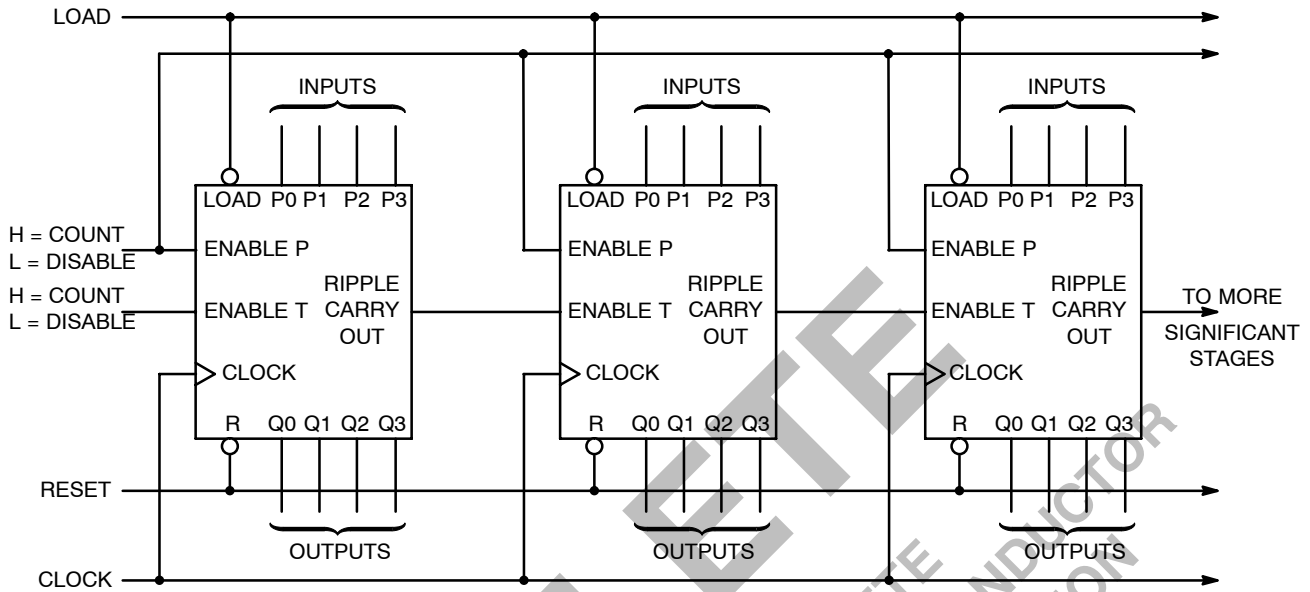 LOAD
INPUTS
INPUTS
INPUTS
LOAD P0 P1 P2 P3
LOAD P0 P1 P2 P3
LOAD P0 P1 P2 P3
H = COUNT
L = DISABLE
ENABLE P
ENABLE P
ENABLE P
H = COUNT
L = DISABLE
ENABLE T
RIPPLE
CARRY
OUT
ENABLE T
RIPPLE
CARRY
OUT
ENABLE T
RIPPLE
CARRY
OUT
TO MORE
SIGNIFICANT
STAGES
CLOCK
CLOCK
CLOCK
R Q0 Q1 Q2 Q3
R Q0 Q1 Q2 Q3
R Q0 Q1 Q2 Q3
RESET
OUTPUTS
OUTPUTS
OUTPUTS
CLOCK